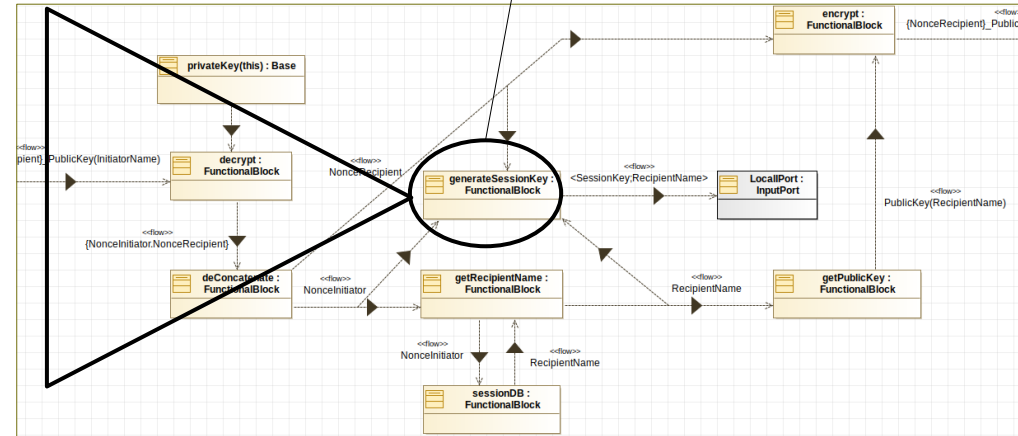 encrypt :
FunctionalBlock
<<flow>>
{NonceRecipient}_Public
privateKey(this) : Base
<<flow>>
pient}_PublicKey(InitiatorName)
decrypt :
FunctionalBlock
<<flow>>
NonceRecipient
generateSessionKey :
FunctionalBlock
<<flow>>
<SessionKey;RecipientName>
LocalIPort :
InputPort
<<flow>>
PublicKey(RecipientName)
<<flow>>
{NonceInitiator.NonceRecipient}
deConcatenate :
FunctionalBlock
<<flow>>
NonceInitiator
getRecipientName :
FunctionalBlock
<<flow>>
RecipientName
getPublicKey :
FunctionalBlock
<<flow>>
NonceInitiator
<<flow>>
RecipientName
sessionDB :
FunctionalBlock